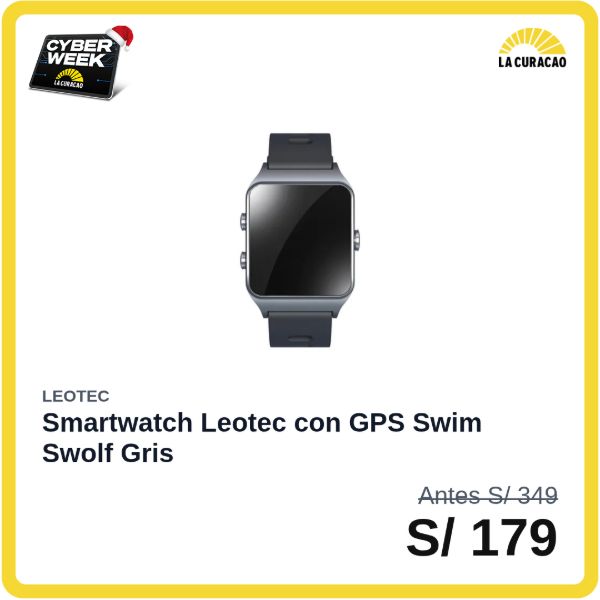 CYBER
WEEK
LA CURACAO
LA CURACAO
LEOTEC
Smartwatch Leotec con GPS Swim
Swolf Gris
Antes S/ 349
S/ 179